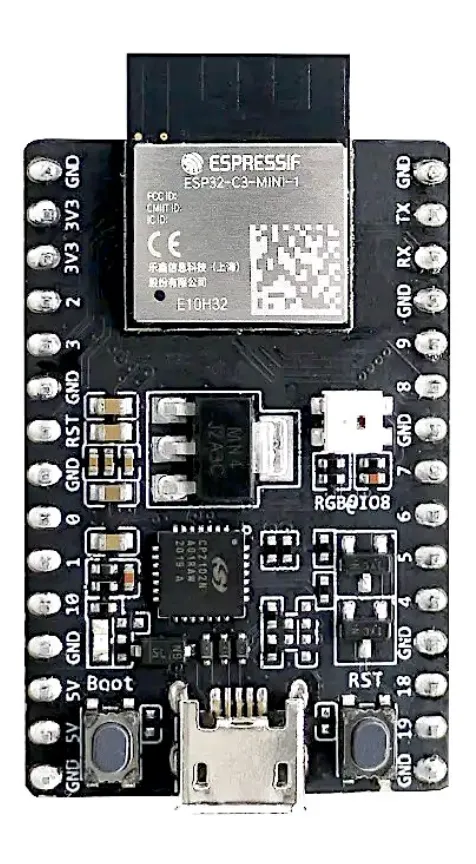 ESPRESSIF
ESP32-C3-MINI-1
FCC ID:
CMIIT ID:
IC ID:
CE
乐鑫信息科技（上海）
股份有限公司
E10H32
GND
3V3
3V3
2
3
GND
RST
GND
0
1
10
GND
5V
5V
GND
GND
TX
RX
GND
9
8
GND
7
6
5
4
GND
18
19
GND
RGB@IO8
CP2102N
A01RAW
2019 A
Boot
RST